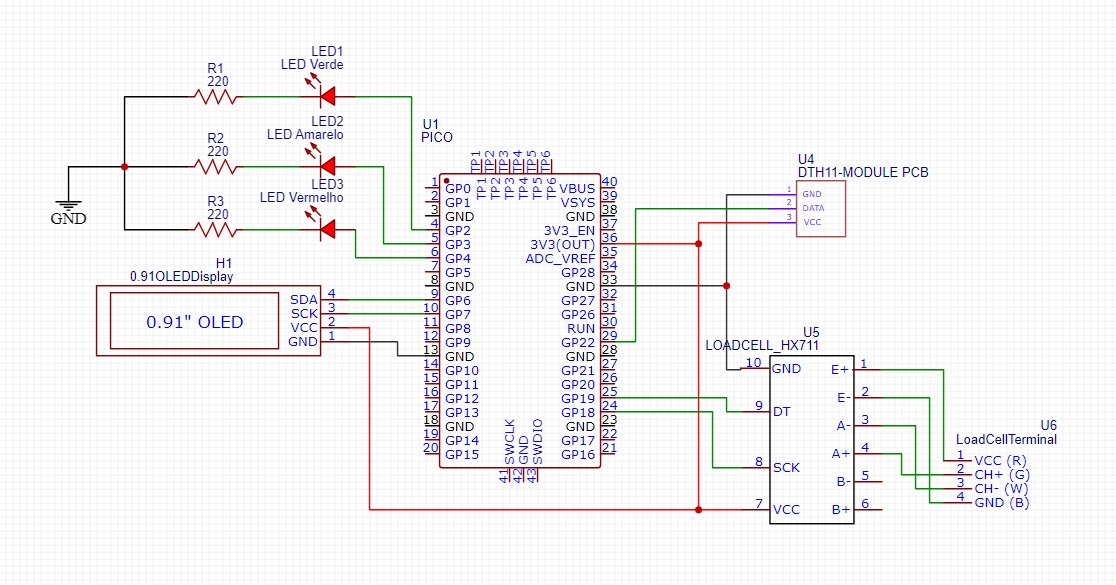 LED1
LED Verde
R1
220
LED2
LED Amarelo
R2
220
LED3
LED Vermelho
R3
220
GND
U1
PICO
TP1 TP2 TP3 TP4 TP5 TP6
TP1 TP2 TP3 TP4 TP5 TP6
1 GP0 VBUS 40
2 GP1 VSYS 39
3 GND GND 38
4 GP2 3V3_EN 37
5 GP3 3V3(OUT) 36
6 GP4 ADC_VREF 35
7 GP5 GP28 34
8 GND GND 33
9 GP6 GP27 32
10 GP7 GP26 31
11 GP8 RUN 30
12 GP9 GP22 29
13 GND GND 28
14 GP10 GP21 27
15 GP11 GP20 26
16 GP12 GP19 25
17 GP13 GP18 24
18 GND GND 23
19 GP14 GP17 22
20 GP15 GP16 21
SWCLK GND SWDIO
41 42 43
H1
0.91OLEDDisplay
0.91" OLED
SDA 4
SCK 3
VCC 2
GND 1
U4
DTH11-MODULE PCB
1 GND
2 DATA
3 VCC
U5
LOADCELL_HX711
10 GND E+ 1
E- 2
9 DT A- 3
A+ 4
8 SCK B- 5
7 VCC B+ 6
U6
LoadCellTerminal
1 VCC (R)
2 CH+ (G)
3 CH- (W)
4 GND (B)